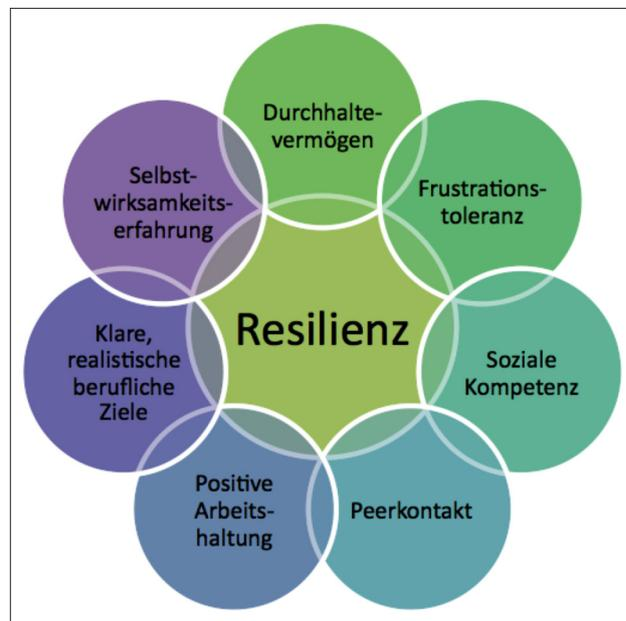 Durchhalte-
vermögen
Frustrations-
toleranz
Soziale
Kompetenz
Peerkontakt
Positive
Arbeits-
haltung
Klare,
realistische
berufliche
Ziele
Selbst-
wirksamkeits-
erfahrung
Resilienz